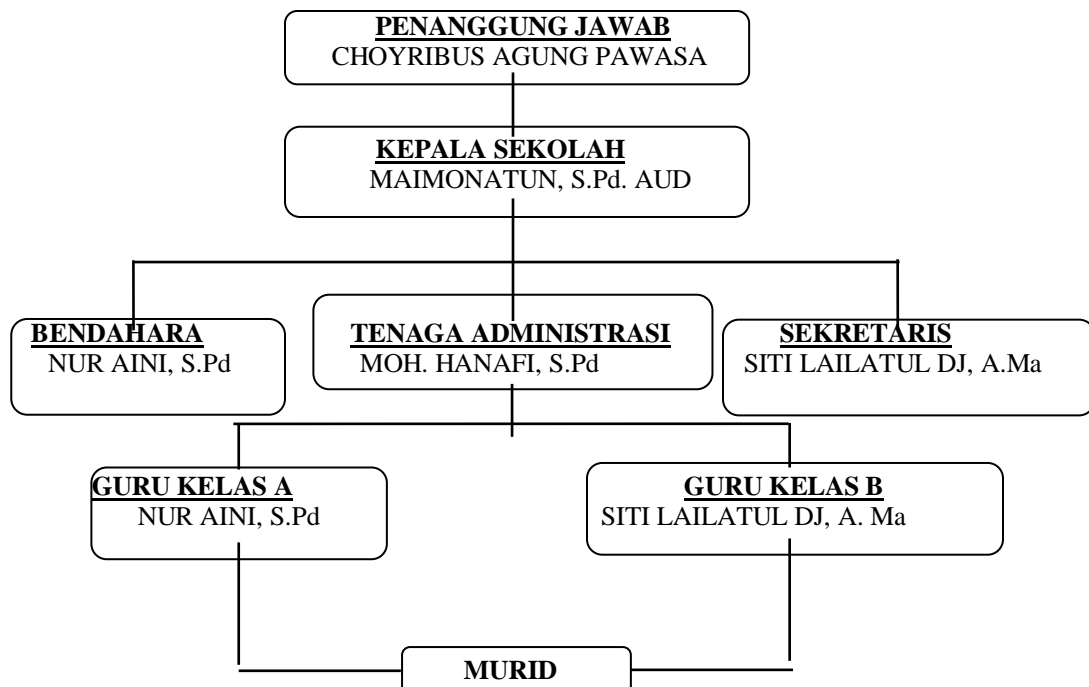 PENANGGUNG JAWAB
CHOYRIBUS AGUNG PAWASA
KEPALA SEKOLAH
MAIMONATUN, S.Pd. AUD
BENDAHARA
NUR AINI, S.Pd
TENAGA ADMINISTRASI
MOH. HANAFI, S.Pd
SEKRETARIS
SITI LAILATUL DJ, A.Ma
GURU KELAS A
NUR AINI, S.Pd
GURU KELAS B
SITI LAILATUL DJ, A. Ma
MURID